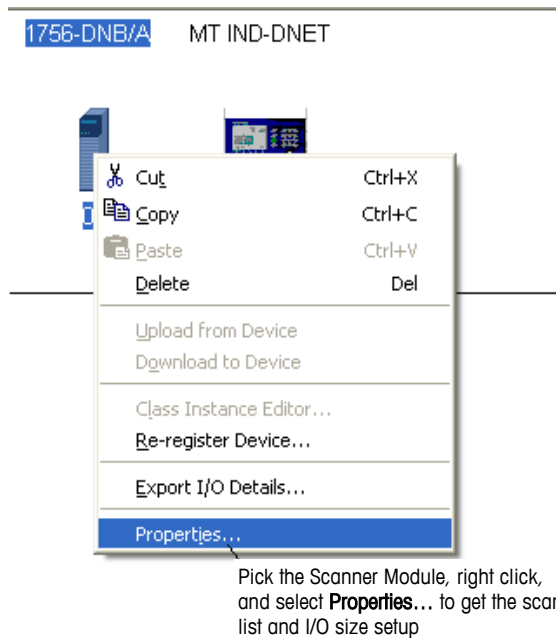 1756-DNB/A MT IND-DNET
Cut Ctrl+X
Copy Ctrl+C
Paste Ctrl+V
Delete Del
Upload from Device
Download to Device
Class Instance Editor...
Re-register Device...
Export I/O Details...
Properties...
Pick the Scanner Module, right click,
and select Properties... to get the scan
list and I/O size setup